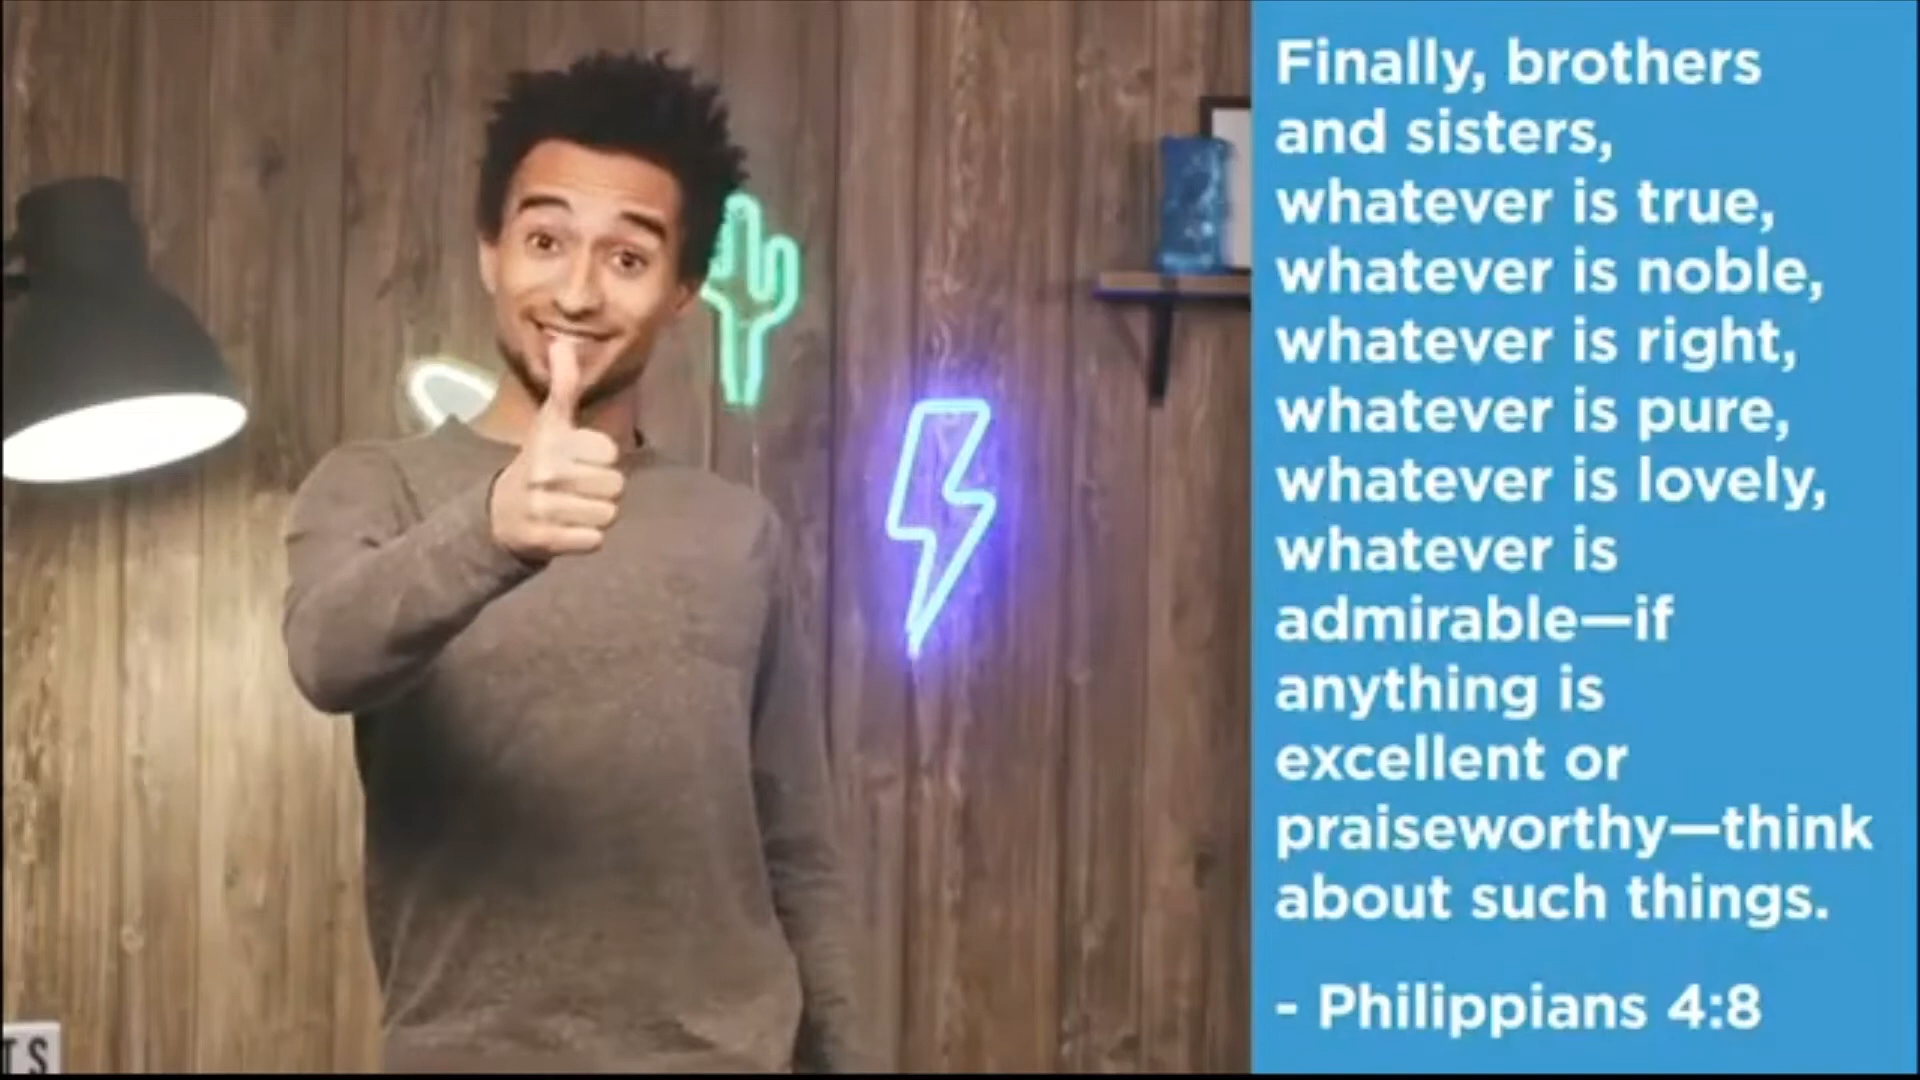 Finally, brothers
and sisters,
whatever is true,
whatever is noble,
whatever is right,
whatever is pure,
whatever is lovely,
whatever is
admirable—if
anything is
excellent or
praiseworthy—think
about such things.
- Philippians 4:8
TS